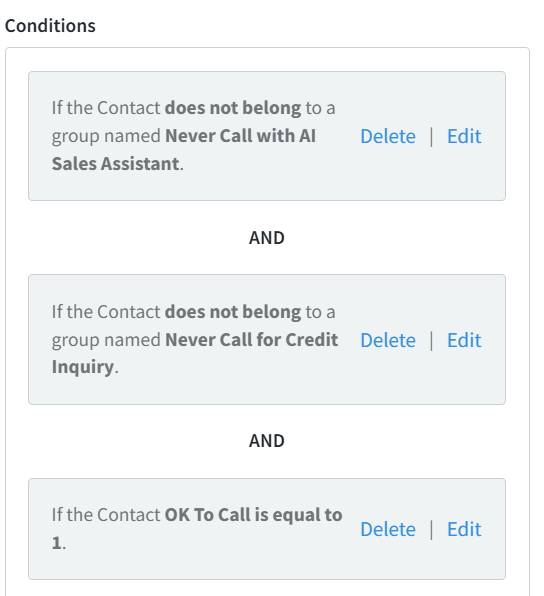 Conditions
If the Contact does not belong to a
group named Never Call with AI
Sales Assistant.
Delete | Edit
AND
If the Contact does not belong to a
group named Never Call for Credit
Inquiry.
Delete | Edit
AND
If the Contact OK To Call is equal to
1.
Delete | Edit